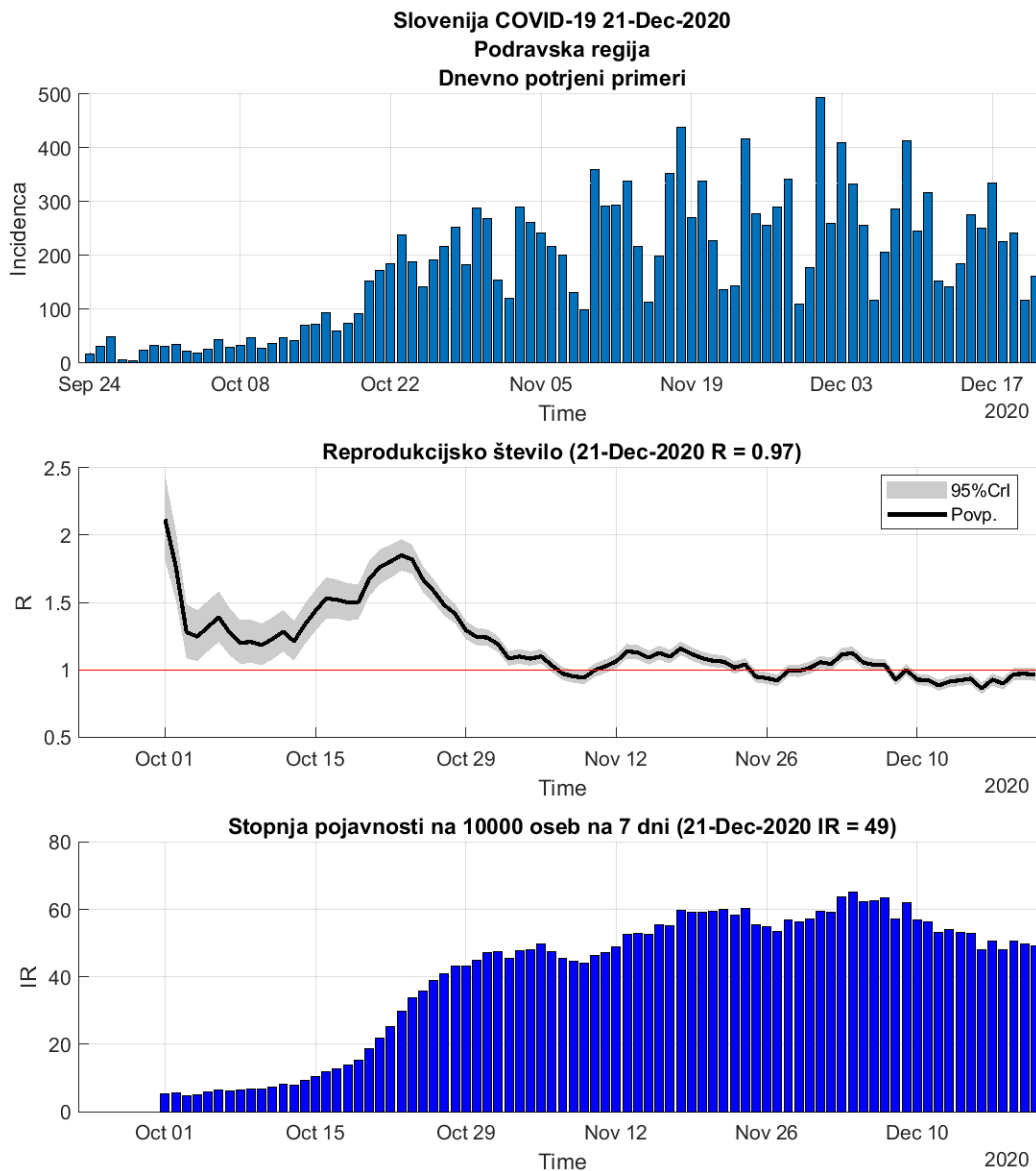 Slovenija COVID-19 21-Dec-2020
Podravska regija
Dnevno potrjeni primeri
500
400
300
200
100
0
Incidenca
Sep 24 Oct 08 Oct 22 Nov 05 Nov 19 Dec 03 Dec 17
Time
2020
Reprodukcijsko število (21-Dec-2020 R = 0.97)
2.5
2
1.5
1
0.5
R
95%CrI
Povp.
Oct 01 Oct 15 Oct 29 Nov 12 Nov 26 Dec 10
Time
2020
Stopnja pojavnosti na 10000 oseb na 7 dni (21-Dec-2020 IR = 49)
80
60
40
20
0
IR
Oct 01 Oct 15 Oct 29 Nov 12 Nov 26 Dec 10
Time
2020